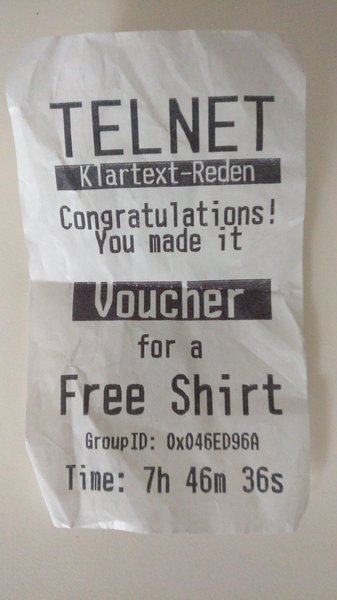 TELNET
Klartext-Reden
Congratulations!
You made it
Voucher
for a
Free Shirt
GroupID: 0x046ED96A
Time: 7h 46m 36s